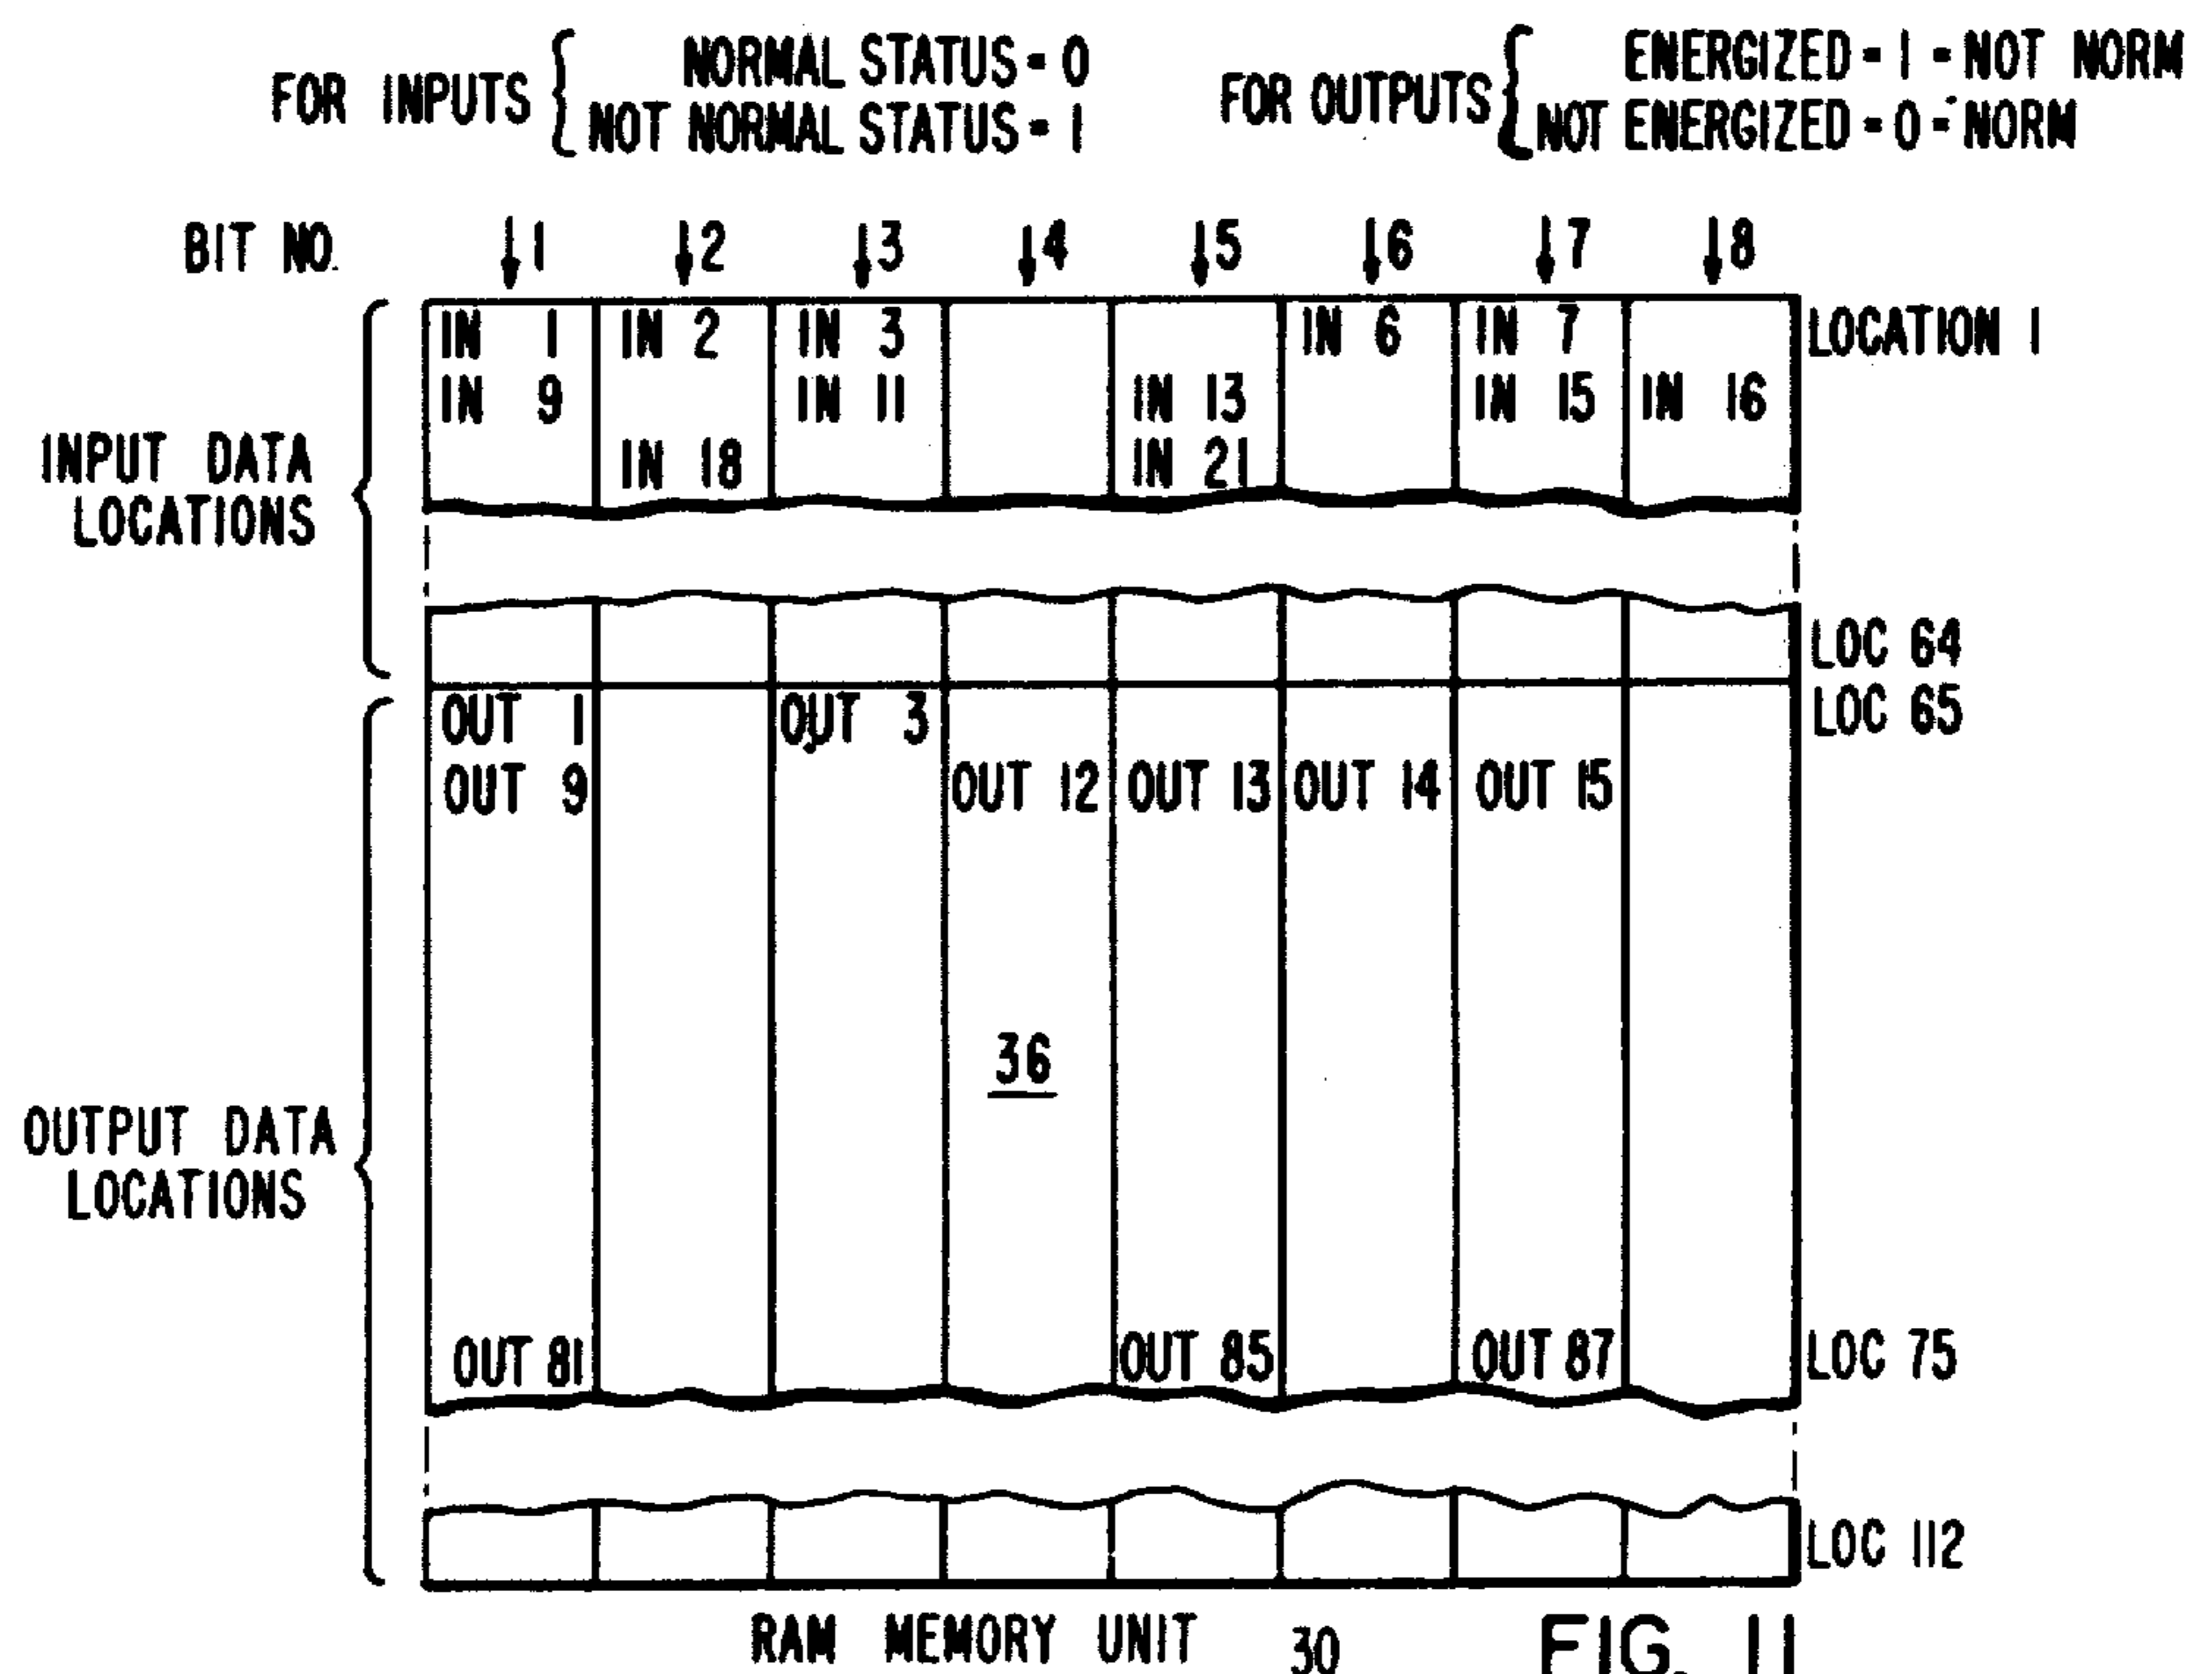 FOR INPUTS { NORMAL STATUS = 0
NOT NORMAL STATUS = 1
FOR OUTPUTS { ENERGIZED = 1 = NOT NORM
NOT ENERGIZED = 0 = NORM
BIT NO. 1 2 3 4 5 6 7 8
IN 1 IN 2 IN 3 IN 6 IN 7 LOCATION 1
IN 9 IN 11 IN 13 IN 15 IN 16
IN 18 IN 21
INPUT DATA
LOCATIONS
LOC 64
OUT 1 OUT 3 LOC 65
OUT 9 OUT 12 OUT 13 OUT 14 OUT 15
36
OUTPUT DATA
LOCATIONS
OUT 81 OUT 85 OUT 87 LOC 75
LOC 112
RAM MEMORY UNIT 30 FIG. 11